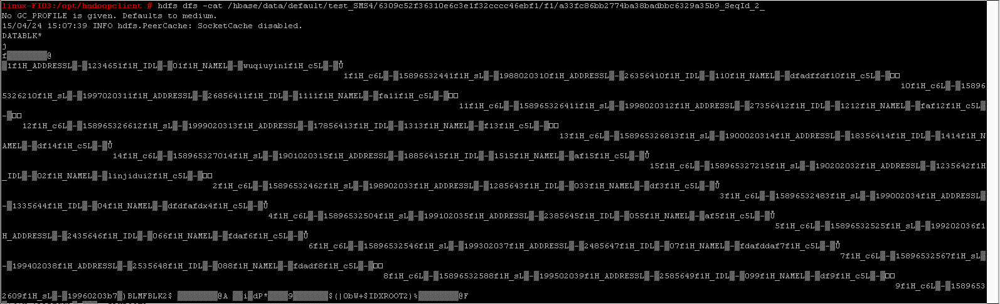 linux-FIO3:/opt/hadoopclient # hdfs dfs -cat /hbase/data/default/test_SMS4/6309c52f36310e6c3e1f32cccc46ebf1/f1/a33fc86bb2774ba38badbbc6329a35b9_SeqId_2_
No GC_PROFILE is given. Defaults to medium.
15/04/24 15:07:39 INFO hdfs.PeerCache: SocketCache disabled.
DATABLK*
j
f▒▒▒▒▒▒▒▒@
▒1f1H_ADDRESSL▒-▒1234651f1H_IDL▒-▒01f1H_NAMEL▒-▒wuqiuyin1f1H_c5L▒-▒Ů
1f1H_c6L▒-▒15896532441f1H_sL▒-▒1988020310f1H_ADDRESSL▒-▒26356410f1H_IDL▒-▒110f1H_NAMEL▒-▒dfadffdf10f1H_c5L▒-▒□□
10f1H_c6L▒-▒15896
5326210f1H_sL▒-▒1997020311f1H_ADDRESSL▒-▒26856411f1H_IDL▒-▒1111f1H_NAMEL▒-▒fa11f1H_c5L▒-▒□□
11f1H_c6L▒-▒158965326411f1H_sL▒-▒1998020312f1H_ADDRESSL▒-▒27356412f1H_IDL▒-▒1212f1H_NAMEL▒-▒faf12f1H_c5L▒
-▒□□
12f1H_c6L▒-▒158965326612f1H_sL▒-▒1999020313f1H_ADDRESSL▒-▒17856413f1H_IDL▒-▒1313f1H_NAMEL▒-▒f13f1H_c5L▒-▒□□
13f1H_c6L▒-▒158965326813f1H_sL▒-▒1900020314f1H_ADDRESSL▒-▒18356414f1H_IDL▒-▒1414f1H_N
AMEL▒-▒df14f1H_c5L▒-▒Ů
14f1H_c6L▒-▒158965327014f1H_sL▒-▒1901020315f1H_ADDRESSL▒-▒18856415f1H_IDL▒-▒1515f1H_NAMEL▒-▒af15f1H_c5L▒-▒Ů
15f1H_c6L▒-▒158965327215f1H_sL▒-▒190202032f1H_ADDRESSL▒-▒1235642f1H
_IDL▒-▒02f1H_NAMEL▒-▒linjidui2f1H_c5L▒-▒□□
2f1H_c6L▒-▒15896532462f1H_sL▒-▒198902033f1H_ADDRESSL▒-▒1285643f1H_IDL▒-▒033f1H_NAMEL▒-▒df3f1H_c5L▒-▒Ů
3f1H_c6L▒-▒15896532483f1H_sL▒-▒199002034f1H_ADDRESSL▒
-▒1335644f1H_IDL▒-▒04f1H_NAMEL▒-▒dfdfafdx4f1H_c5L▒-▒Ů
4f1H_c6L▒-▒15896532504f1H_sL▒-▒199102035f1H_ADDRESSL▒-▒2385645f1H_IDL▒-▒055f1H_NAMEL▒-▒af5f1H_c5L▒-▒Ů
5f1H_c6L▒-▒15896532525f1H_sL▒-▒199202036f1
H_ADDRESSL▒-▒2435646f1H_IDL▒-▒066f1H_NAMEL▒-▒fdaf6f1H_c5L▒-▒Ů
6f1H_c6L▒-▒15896532546f1H_sL▒-▒199302037f1H_ADDRESSL▒-▒2485647f1H_IDL▒-▒07f1H_NAMEL▒-▒fdafddaf7f1H_c5L▒-▒Ů
7f1H_c6L▒-▒15896532567f1H_sL▒
-▒199402038f1H_ADDRESSL▒-▒2535648f1H_IDL▒-▒088f1H_NAMEL▒-▒fdadf8f1H_c5L▒-▒□□
8f1H_c6L▒-▒15896532588f1H_sL▒-▒199502039f1H_ADDRESSL▒-▒2585649f1H_IDL▒-▒099f1H_NAMEL▒-▒df9f1H_c5L▒-▒□□
9f1H_c6L▒-▒1589653
2609f1H_sL▒-▒19960203b7▒)BLMFBLK2$ ▒▒▒▒▒▒▒▒@A ▒▒i▒dP*▒▒▒▒9▒▒▒▒▒▒▒$(|ObW+$IDXROOT2)%▒▒▒▒▒▒▒▒@F